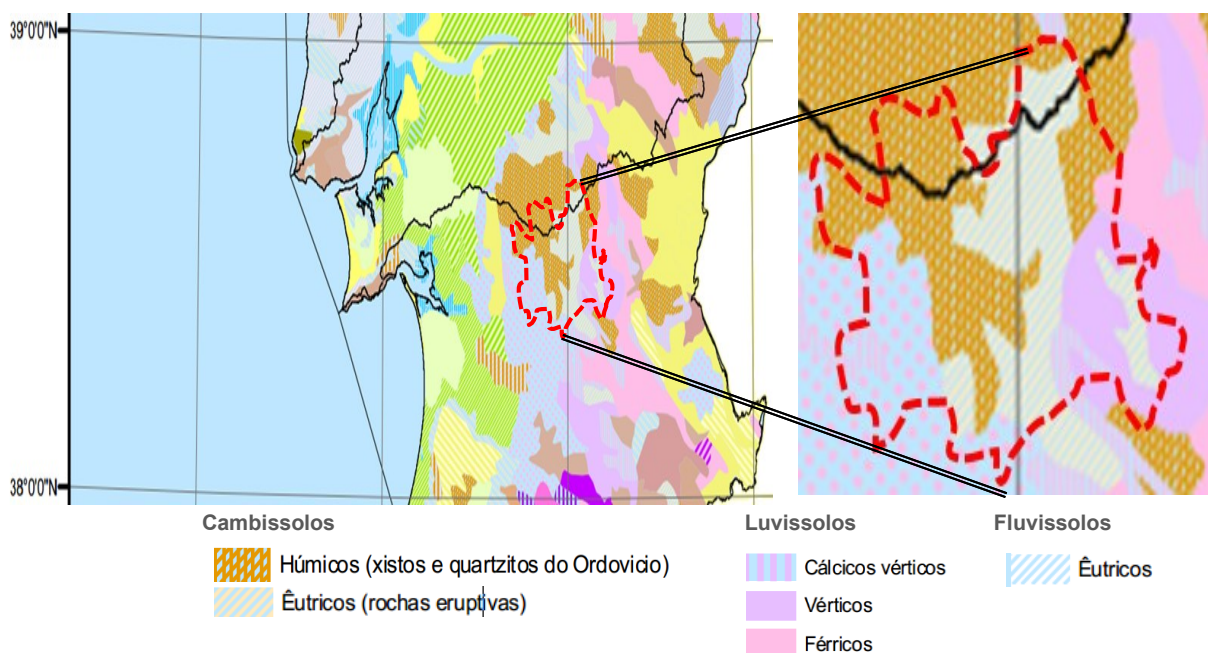 39°0'0"N
38°0'0"N
Cambissolos
Húmicos (xistos e quartzitos do Ordovicio)
Êutricos (rochas eruptivas)
Luvissolos
Cálcicos vérticos
Vérticos
Férricos
Fluvissolos
Êutricos